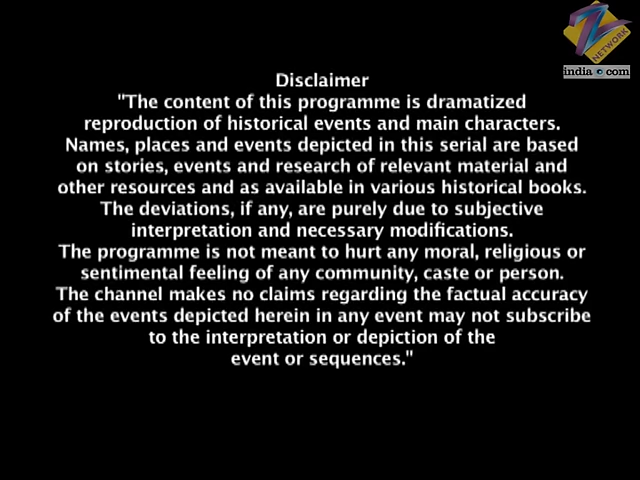 Z
NETWORK
india.com
Disclaimer
"The content of this programme is dramatized
reproduction of historical events and main characters.
Names, places and events depicted in this serial are based
on stories, events and research of relevant material and
other resources and as available in various historical books.
The deviations, if any, are purely due to subjective
interpretation and necessary modifications.
The programme is not meant to hurt any moral, religious or
sentimental feeling of any community, caste or person.
The channel makes no claims regarding the factual accuracy
of the events depicted herein in any event may not subscribe
to the interpretation or depiction of the
event or sequences."